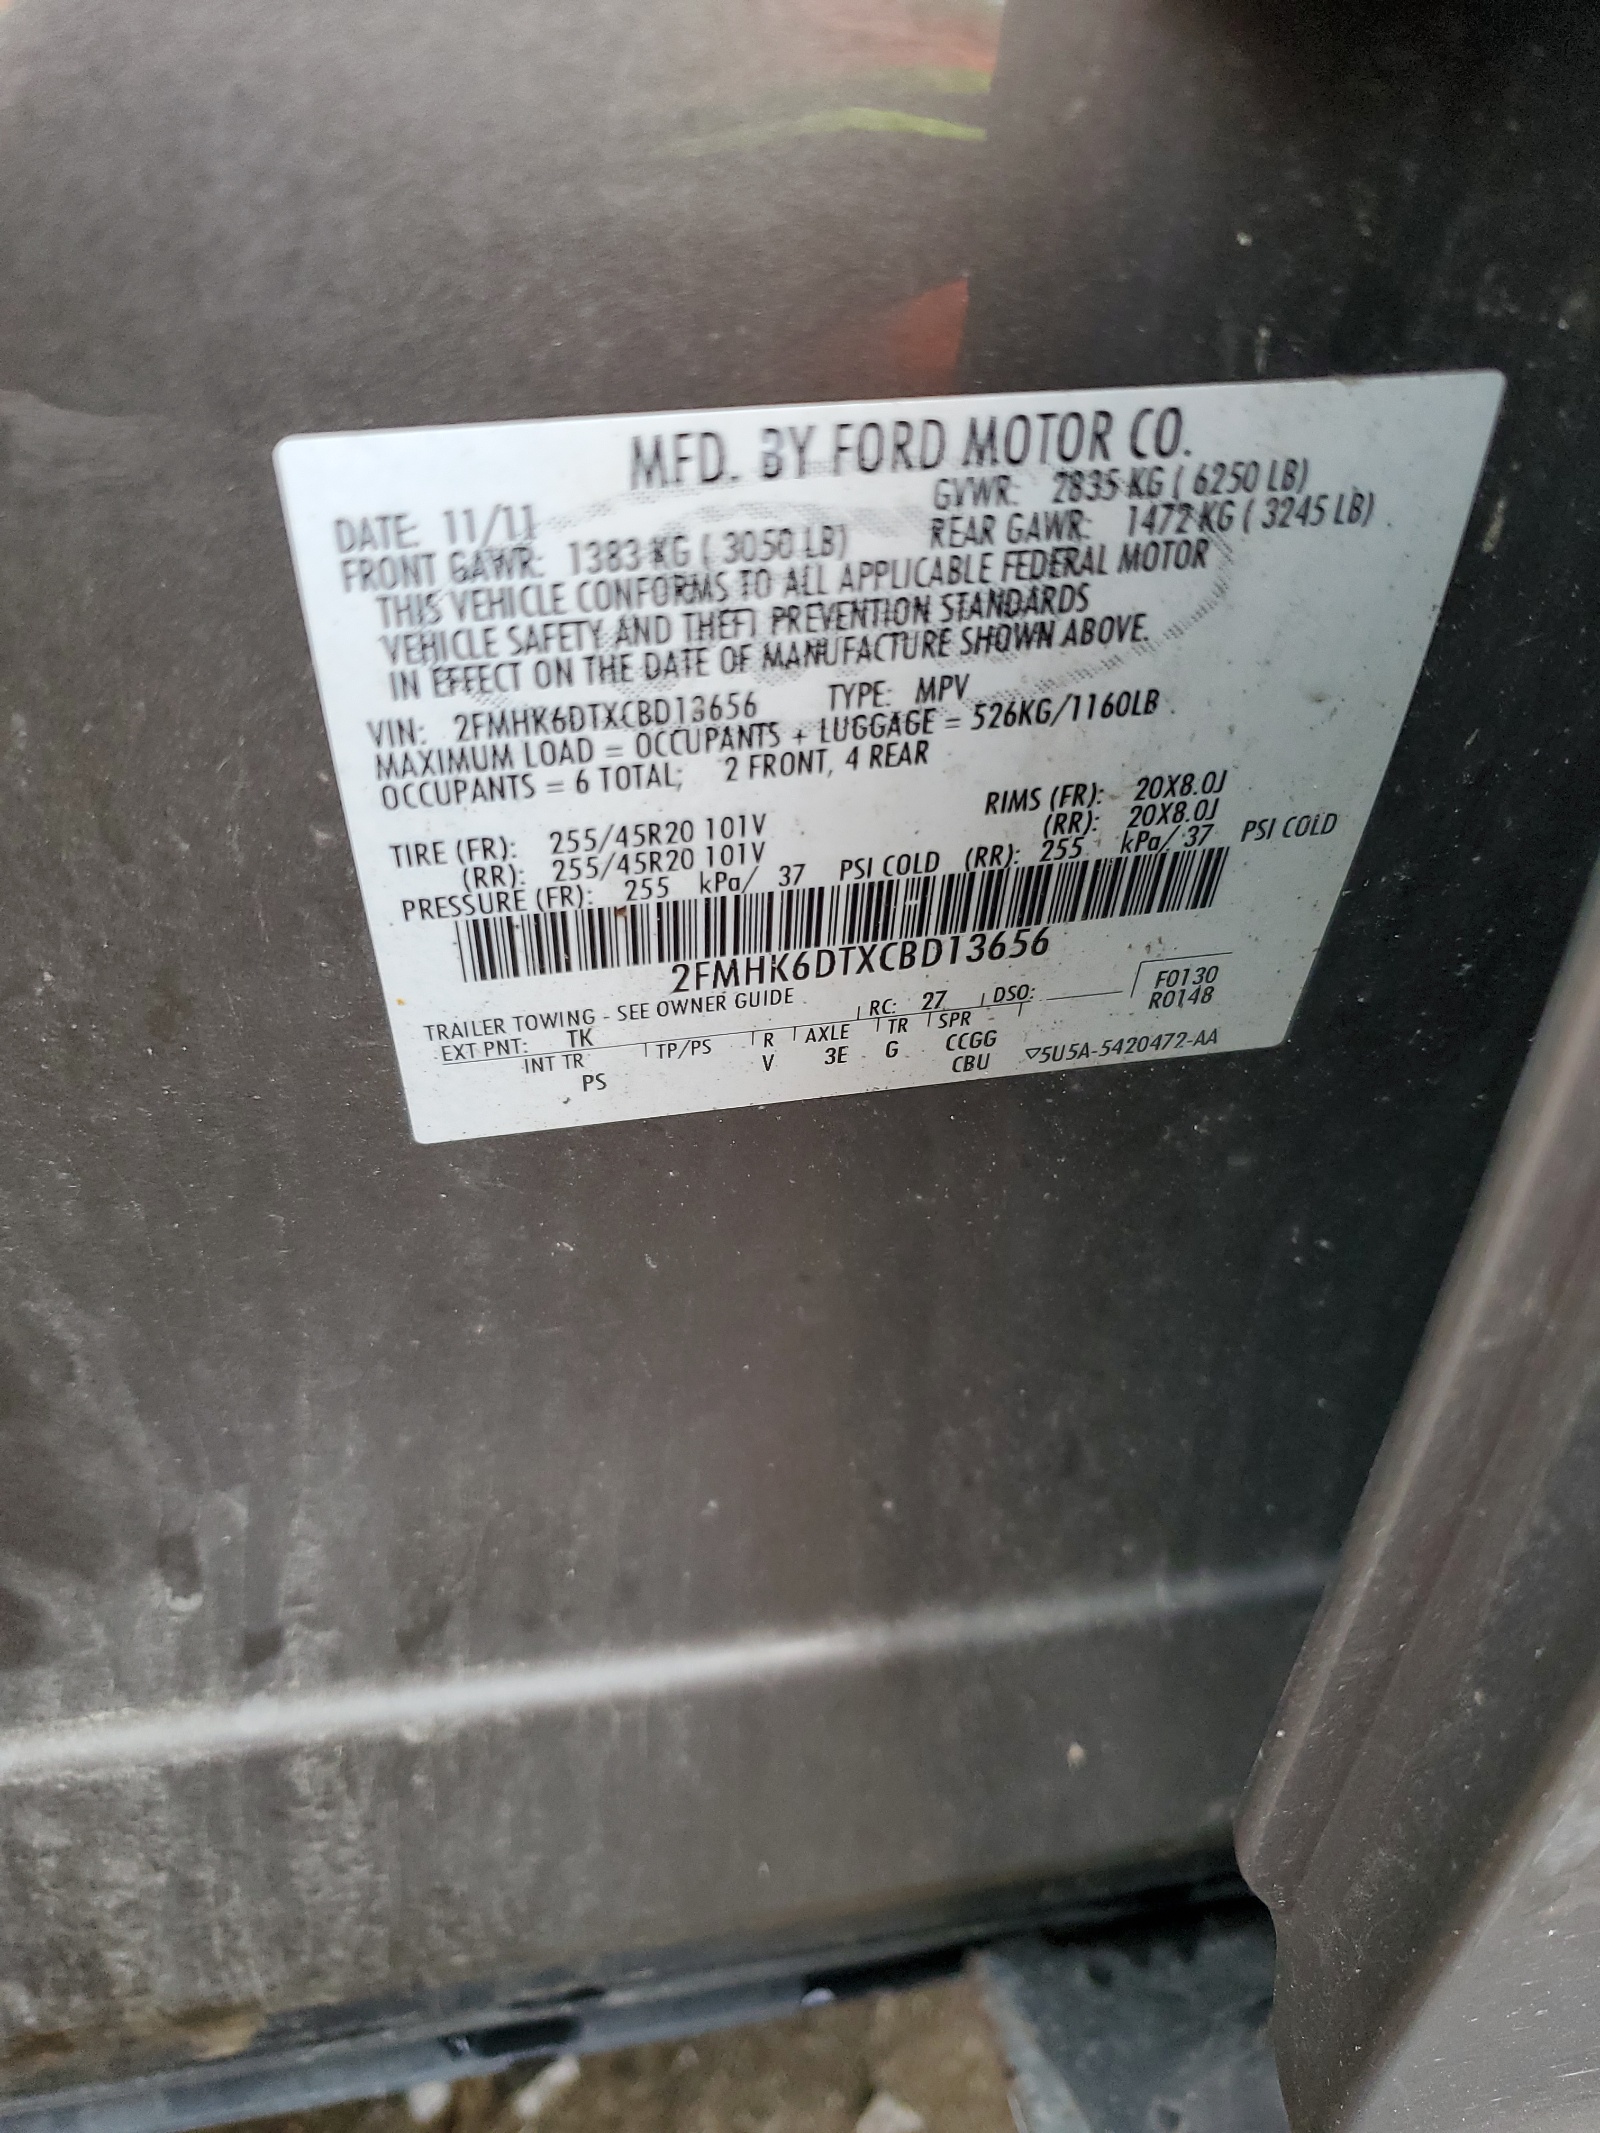 MFD. BY FORD MOTOR CO.
DATE: 11/11 GVWR: 2835 KG ( 6250 LB)
FRONT GAWR: 1383 KG ( 3050 LB) REAR GAWR: 1472 KG ( 3245 LB)
THIS VEHICLE CONFORMS TO ALL APPLICABLE FEDERAL MOTOR
VEHICLE SAFETY AND THEFT PREVENTION STANDARDS
IN EFFECT ON THE DATE OF MANUFACTURE SHOWN ABOVE.
VIN: 2FMHK6DTXCBD13656 TYPE: MPV
MAXIMUM LOAD = OCCUPANTS + LUGGAGE = 526KG/1160LB
OCCUPANTS = 6 TOTAL; 2 FRONT, 4 REAR
TIRE (FR): 255/45R20 101V RIMS (FR): 20X8.0J
(RR): 255/45R20 101V (RR): 20X8.0J
PRESSURE (FR): 255 kPa/ 37 PSI COLD (RR): 255 kPa/ 37 PSI COLD
2FMHK6DTXCBD13656
TRAILER TOWING - SEE OWNER GUIDE
EXT PNT: TK RC: 27 DSO: F0130
R0148
INT TR TP/PS R AXLE TR SPR
PS V 3E G CCGG
CBU ▽5U5A-5420472-AA